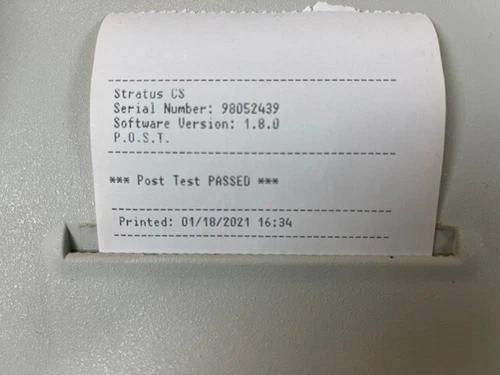 Stratus CS
Serial Number: 98052439
Software Version: 1.8.0
P.O.S.T.
*** Post Test PASSED ***
Printed: 01/18/2021 16:34